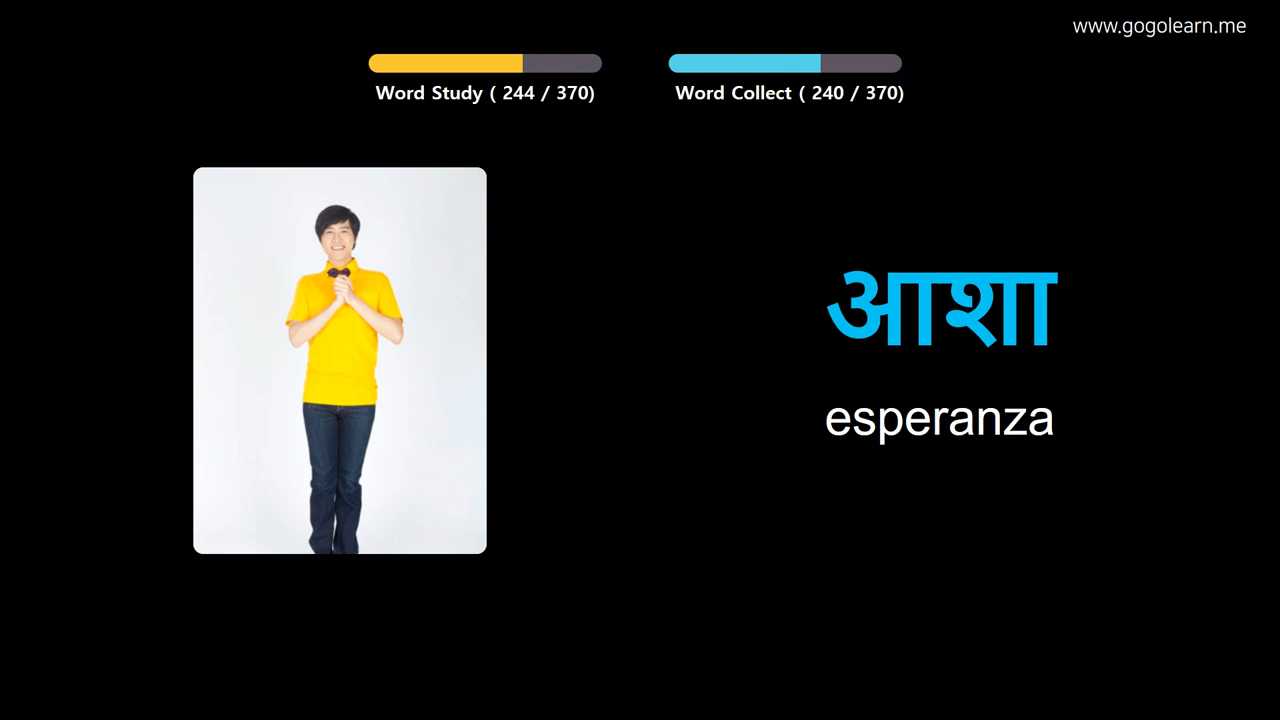 www.gogolearn.me
Word Study ( 244 / 370)
Word Collect ( 240 / 370)
आशा
esperanza